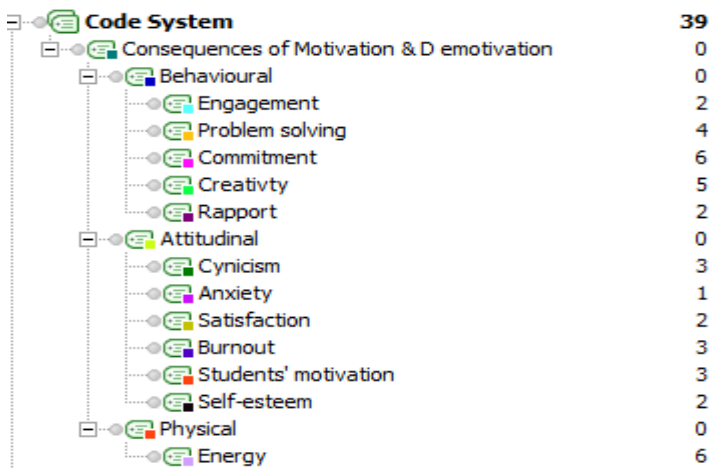 Code System 39
Consequences of Motivation & D emotivation 0
Behavioural 0
Engagement 2
Problem solving 4
Commitment 6
Creativty 5
Rapport 2
Attitudinal 0
Cynicism 3
Anxiety 1
Satisfaction 2
Burnout 3
Students' motivation 3
Self-esteem 2
Physical 0
Energy 6